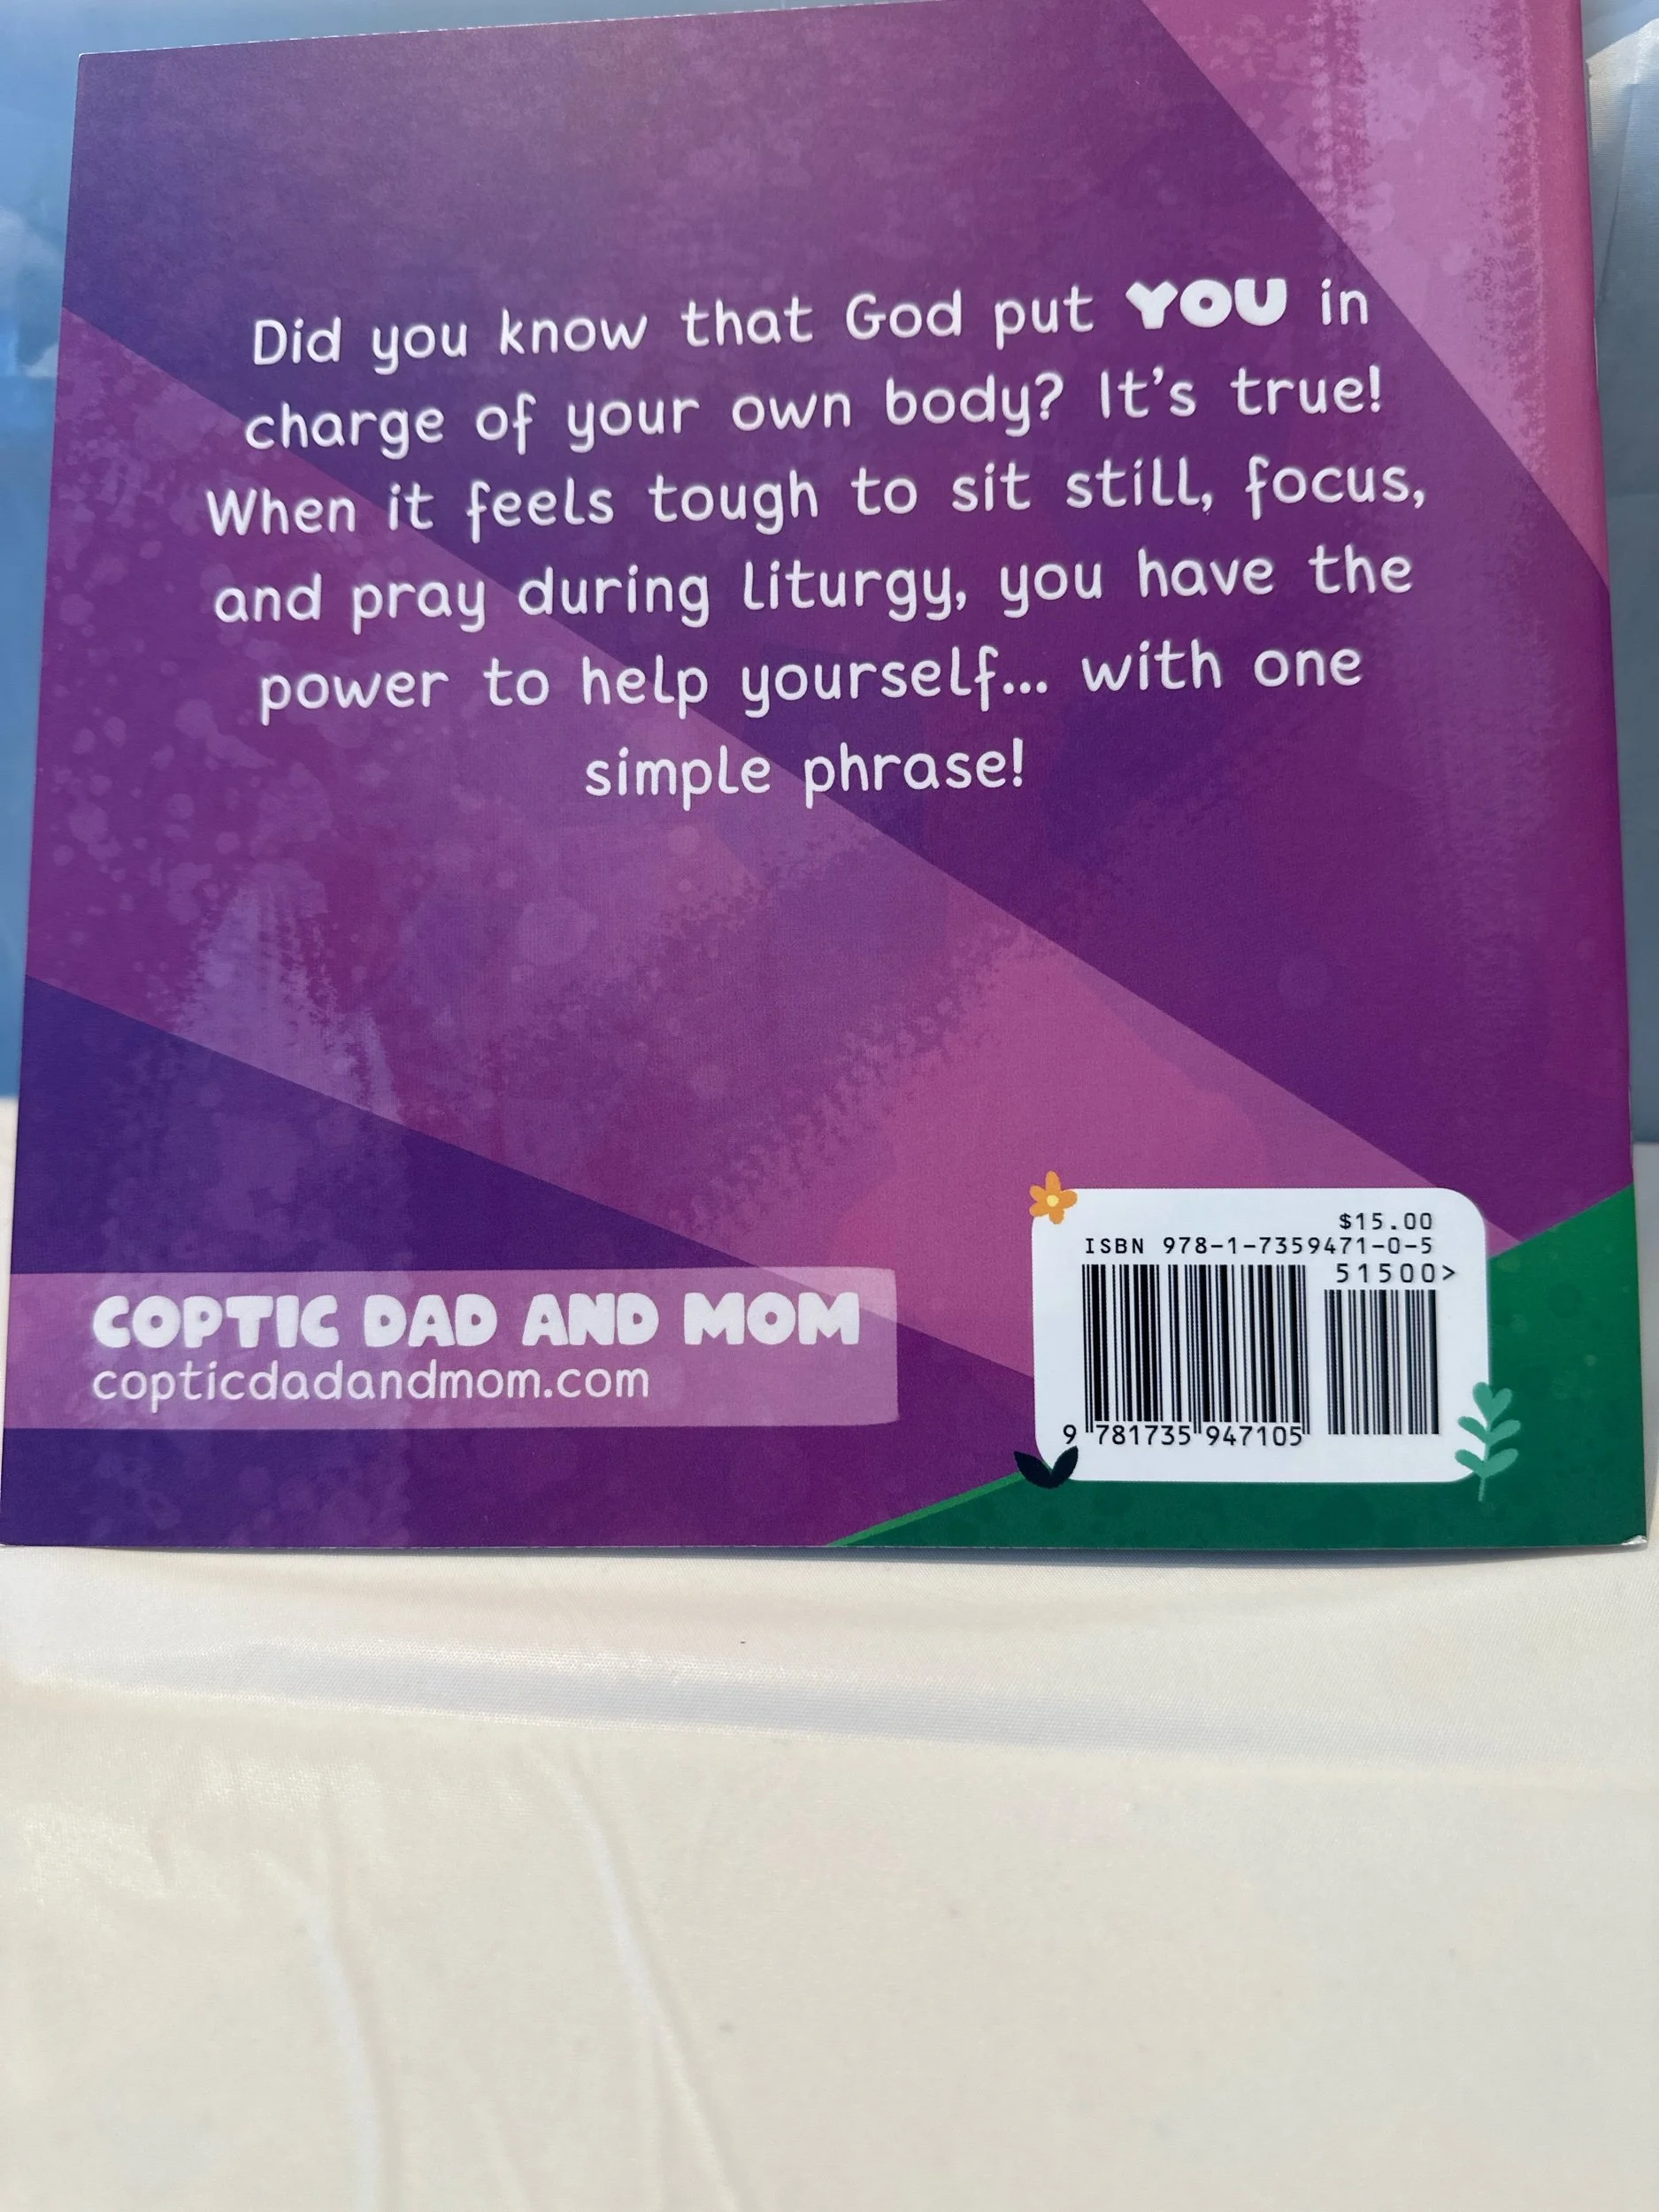 Did you know that God put YOU in
charge of your own body? It's true!
When it feels tough to sit still, focus,
and pray during liturgy, you have the
power to help yourself... with one
simple phrase!
COPTIC DAD AND MOM
copticdadandmom.com
$15.00
ISBN 978-1-7359471-0-5
51500>
9 781735 947105